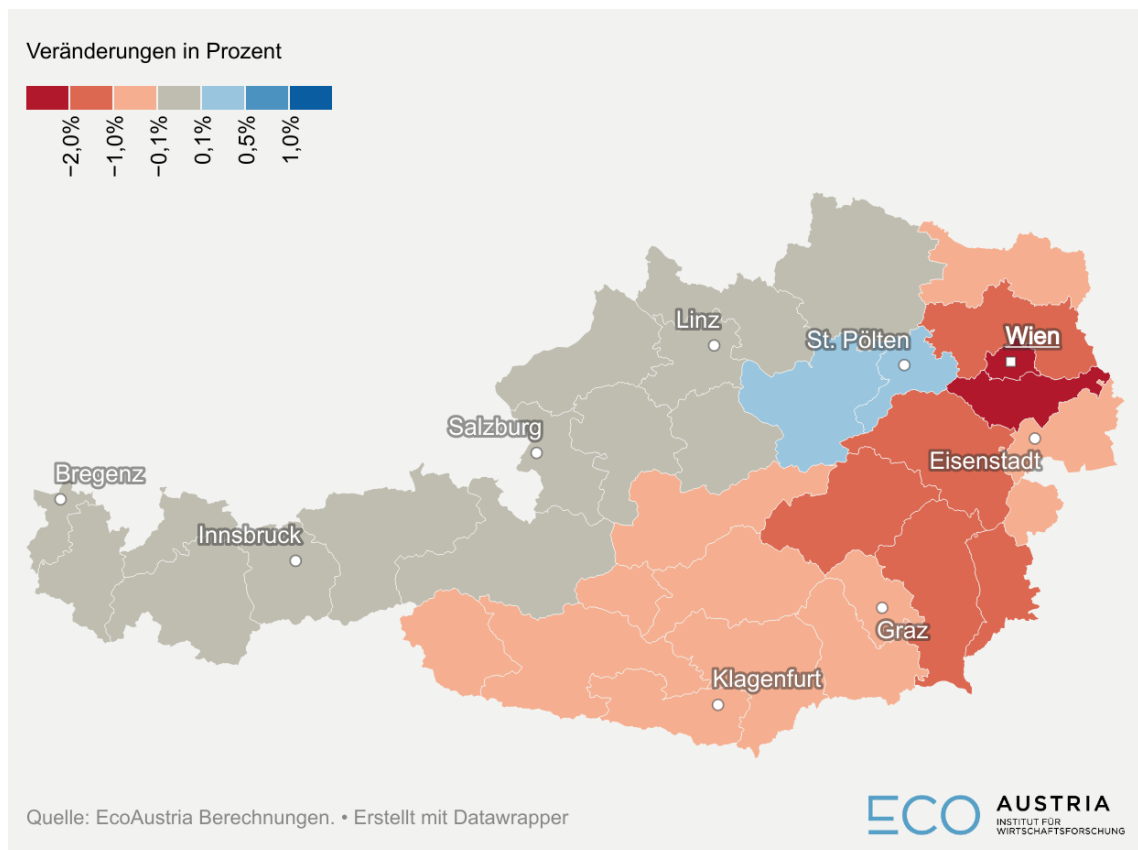 Veränderungen in Prozent
−2,0%
−1,0%
−0,1%
0,1%
0,5%
1,0%
Linz
St. Pölten
Wien
Salzburg
Eisenstadt
Bregenz
Innsbruck
Graz
Klagenfurt
Quelle: EcoAustria Berechnungen. • Erstellt mit Datawrapper
ECO AUSTRIA
INSTITUT FÜR
WIRTSCHAFTSFORSCHUNG